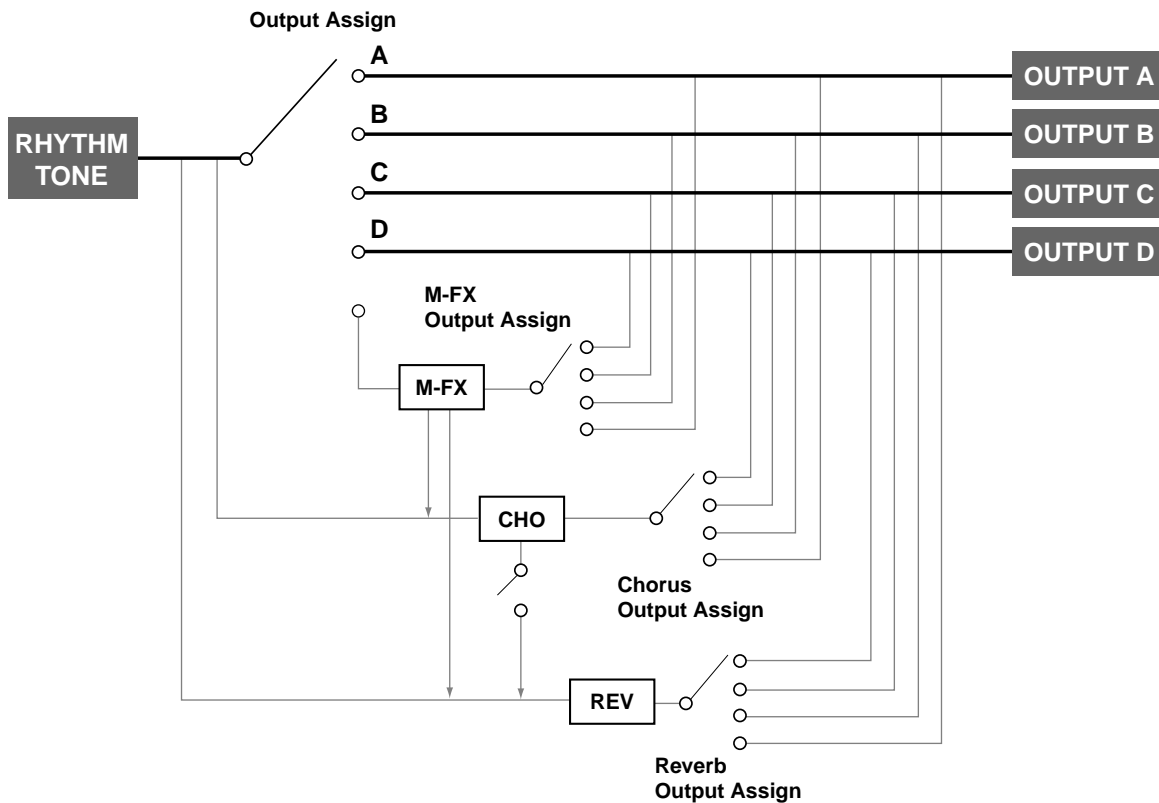 Output Assign
A
OUTPUT A
B
OUTPUT B
RHYTHM
TONE
C
OUTPUT C
D
OUTPUT D
M-FX
Output Assign
M-FX
CHO
Chorus
Output Assign
REV
Reverb
Output Assign